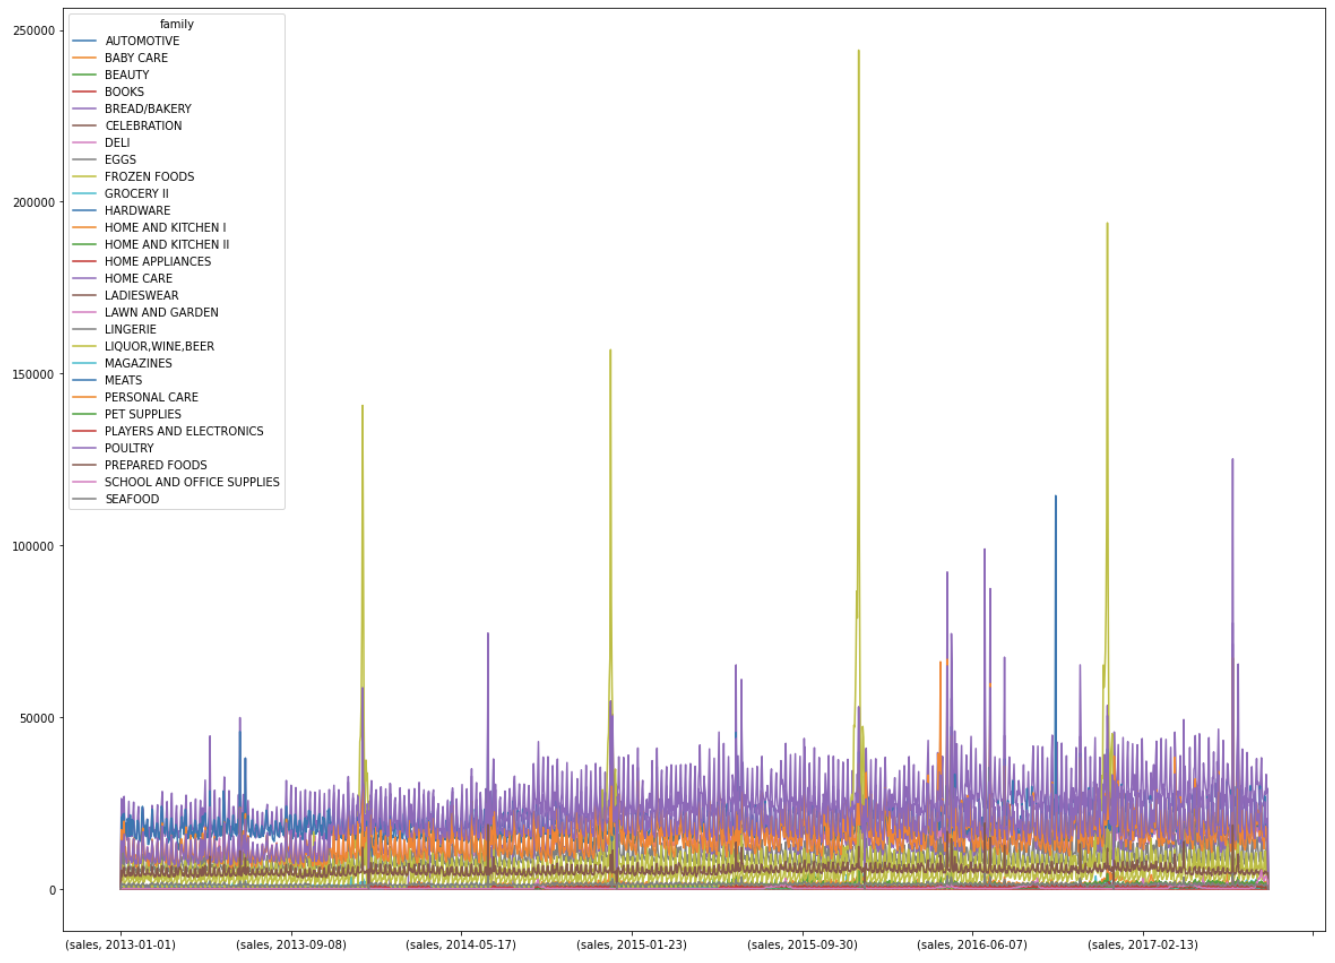 family
AUTOMOTIVE
BABY CARE
BEAUTY
BOOKS
BREAD/BAKERY
CELEBRATION
DELI
EGGS
FROZEN FOODS
GROCERY II
HARDWARE
HOME AND KITCHEN I
HOME AND KITCHEN II
HOME APPLIANCES
HOME CARE
LADIESWEAR
LAWN AND GARDEN
LINGERIE
LIQUOR,WINE,BEER
MAGAZINES
MEATS
PERSONAL CARE
PET SUPPLIES
PLAYERS AND ELECTRONICS
POULTRY
PREPARED FOODS
SCHOOL AND OFFICE SUPPLIES
SEAFOOD
250000
200000
150000
100000
50000
0
(sales, 2013-01-01) (sales, 2013-09-08) (sales, 2014-05-17) (sales, 2015-01-23) (sales, 2015-09-30) (sales, 2016-06-07) (sales, 2017-02-13)